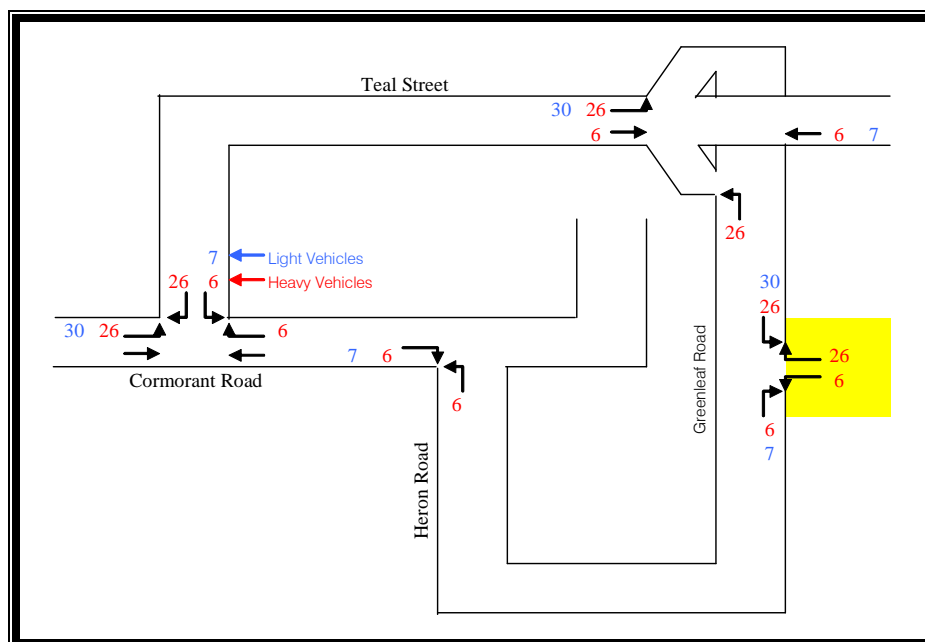 Teal Street
30 26
6
6 7
26
7 Light Vehicles
6 Heavy Vehicles
26
30
26
30 26
6
7 6
Cormorant Road
6
Heron Road
Greenleaf Road
26
6
6
7